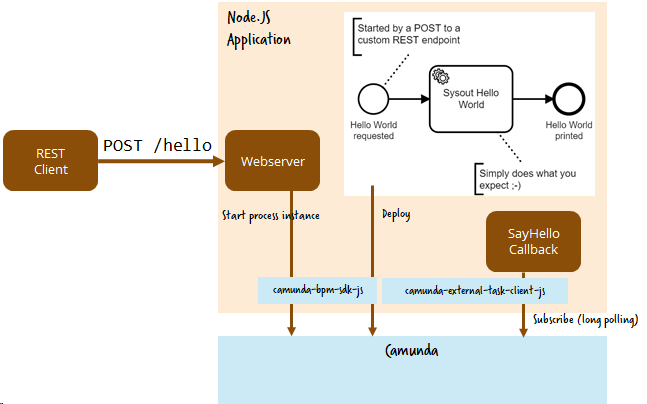 Node.JS
Application
Started by a POST to a
custom REST endpoint
Sysout Hello
World
Hello World
requested
Hello World
printed
Simply does what you
expect ;-)
REST
Client
POST /hello
Webserver
Start process instance
Deploy
SayHello
Callback
camunda-bpm-sdk-js
camunda-external-task-client-js
Subscribe (long polling)
Camunda